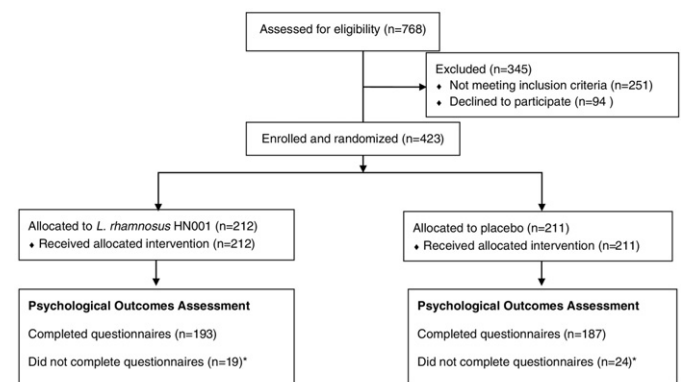 Assessed for eligibility (n=768)
Excluded (n=345)
♦ Not meeting inclusion criteria (n=251)
♦ Declined to participate (n=94 )
Enrolled and randomized (n=423)
Allocated to L. rhamnosus HN001 (n=212)
♦ Received allocated intervention (n=212)
Allocated to placebo (n=211)
♦ Received allocated intervention (n=211)
Psychological Outcomes Assessment
Completed questionnaires (n=193)
Did not complete questionnaires (n=19)*
Psychological Outcomes Assessment
Completed questionnaires (n=187)
Did not complete questionnaires (n=24)*